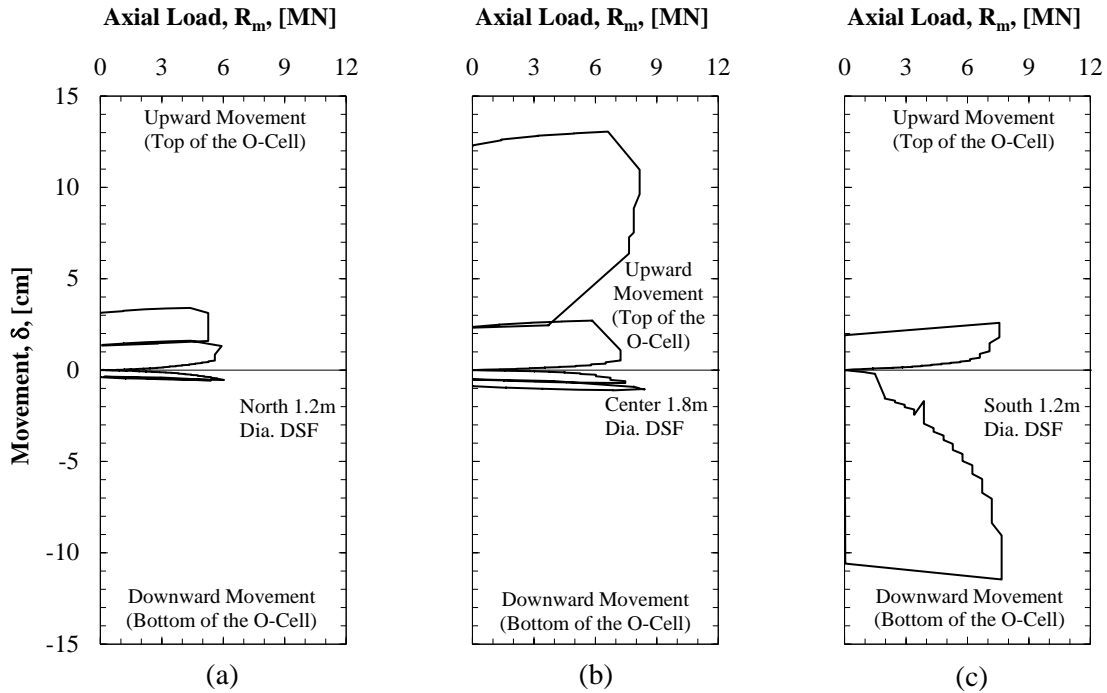 Axial Load, Rm, [MN] Axial Load, Rm, [MN] Axial Load, Rm, [MN]
0 3 6 9 12 0 3 6 9 12 0 3 6 9 12
15
Upward Movement
(Top of the O-Cell)
Upward Movement
(Top of the O-Cell)
10
5
0
-5
-10
-15
Movement, δ, [cm]
Upward
Movement
(Top of the
O-Cell)
North 1.2m
Dia. DSF
Center 1.8m
Dia. DSF
South 1.2m
Dia. DSF
Downward Movement
(Bottom of the O-Cell)
Downward Movement
(Bottom of the O-Cell)
Downward Movement
(Bottom of the O-Cell)
(a) (b) (c)